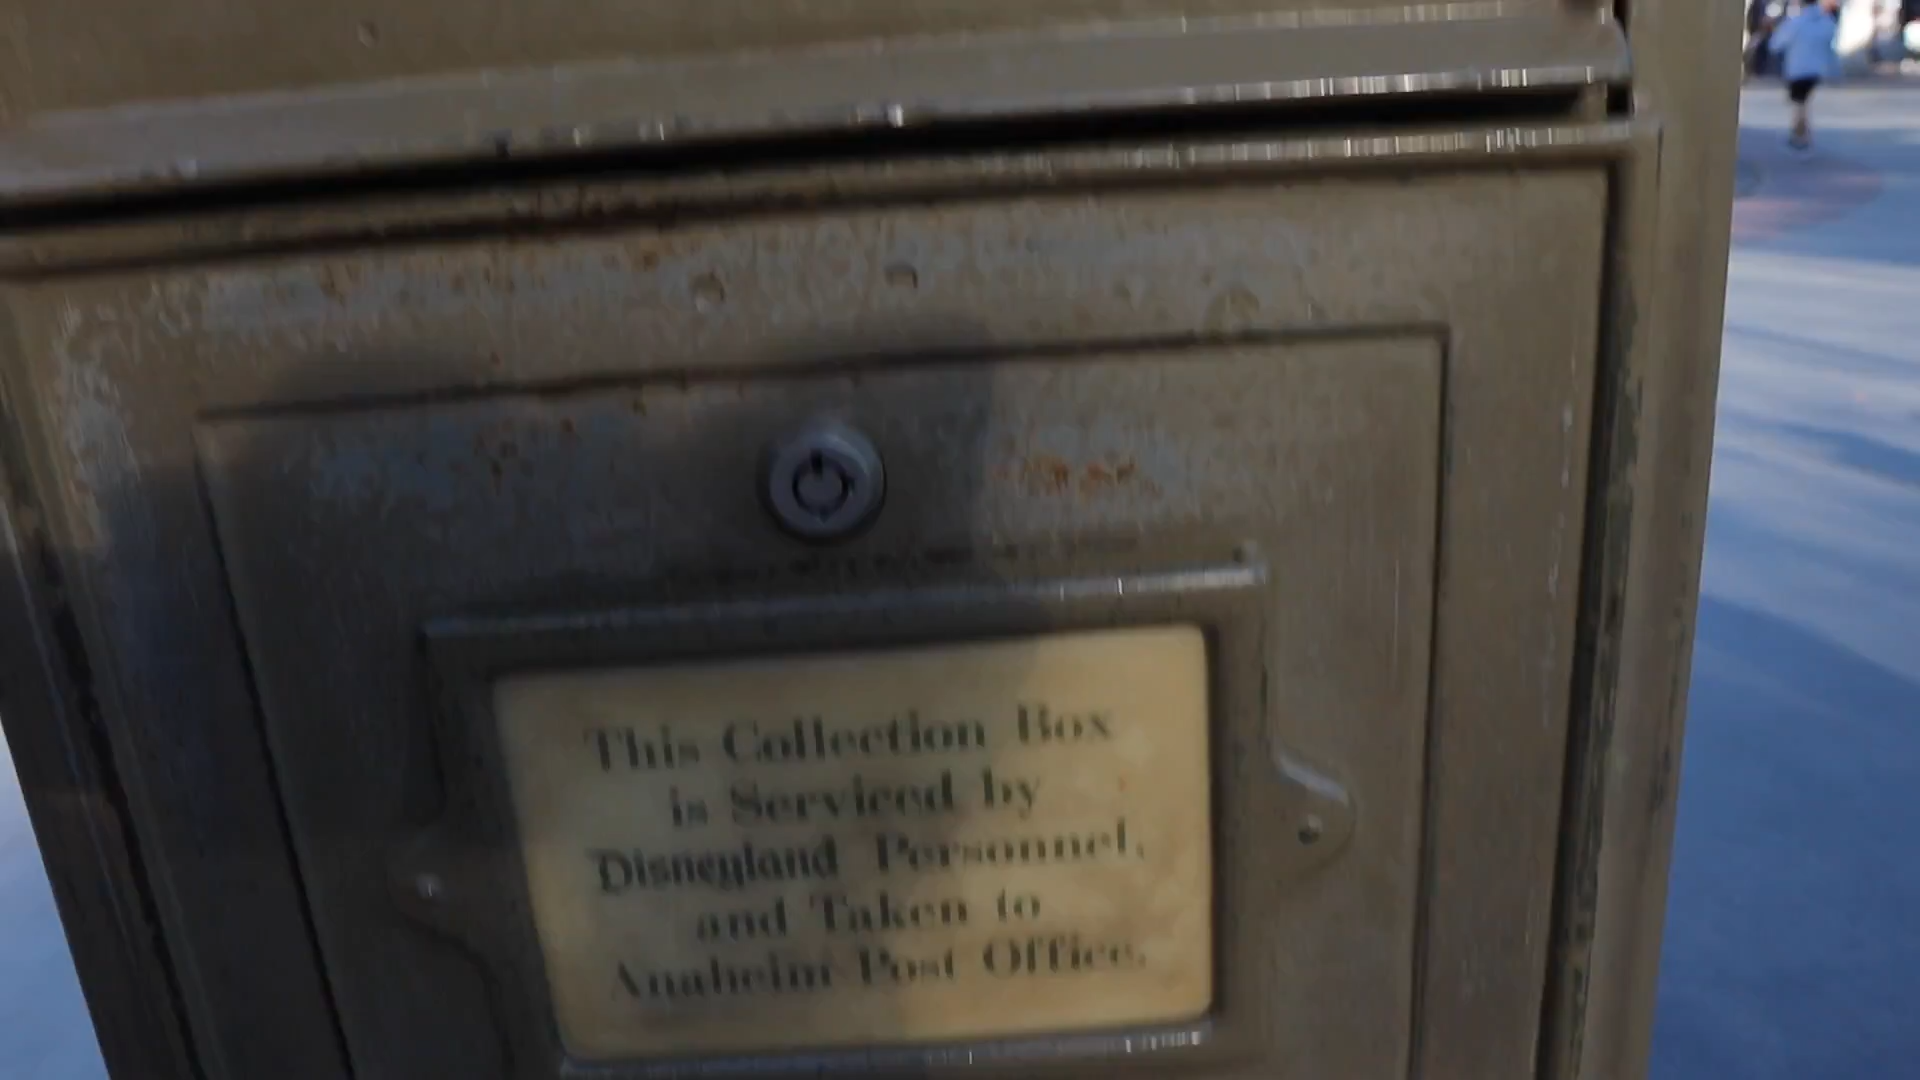 This Collection Box
is Serviced by
Disneyland Personnel,
and Taken to
Anaheim Post Office.